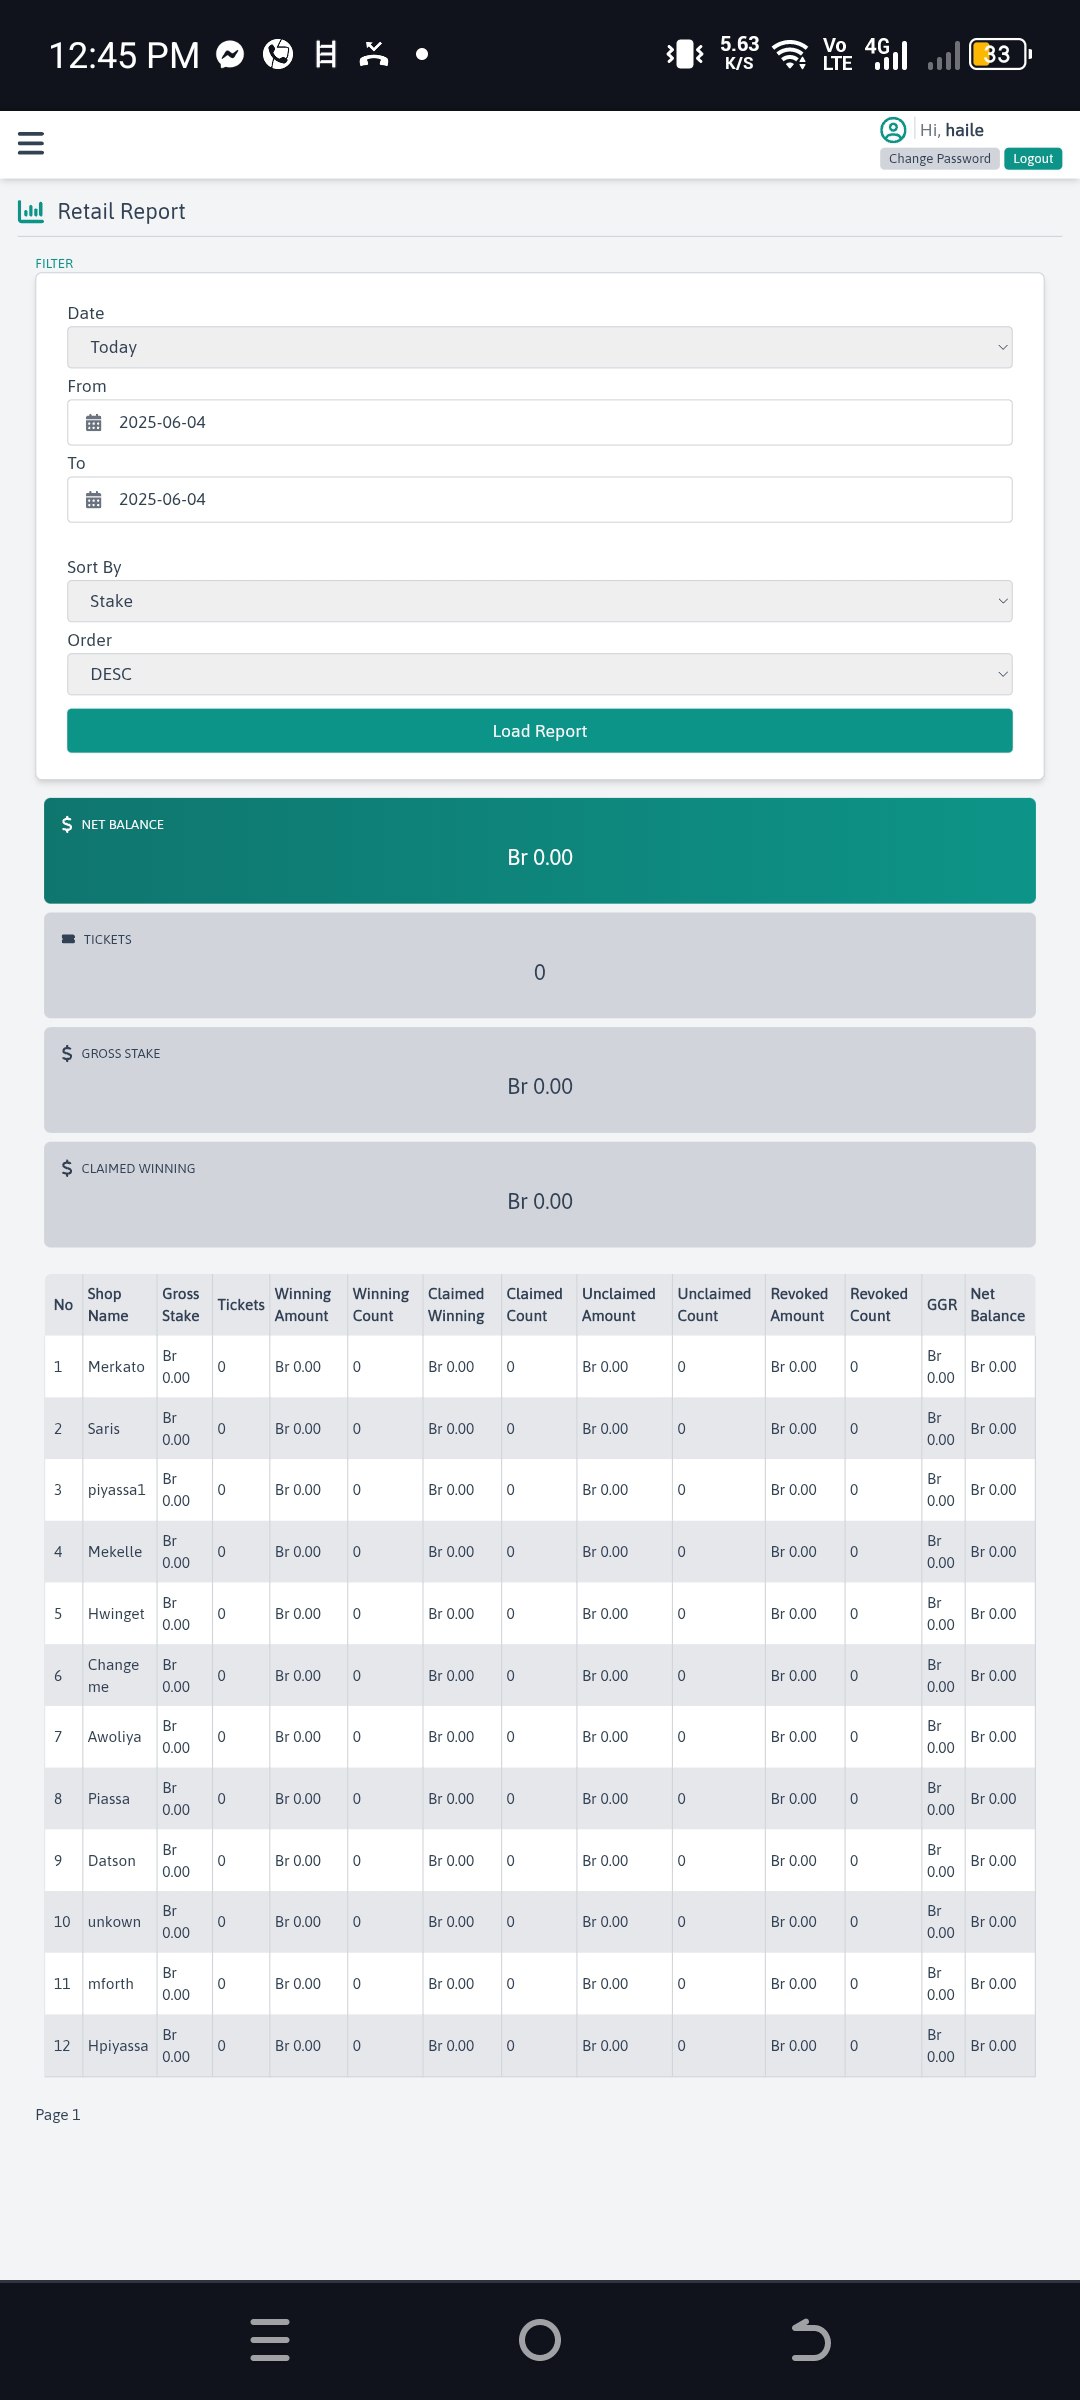 12:45 PM 5.63 K/S Vo LTE 4G 33
Hi, haile
Change Password Logout
Retail Report
FILTER
Date
Today
From
2025-06-04
To
2025-06-04
Sort By
Stake
Order
DESC
Load Report
$ NET BALANCE
Br 0.00
TICKETS
0
$ GROSS STAKE
Br 0.00
$ CLAIMED WINNING
Br 0.00
No Shop Name Gross Stake Tickets Winning Amount Winning Count Claimed Winning Claimed Count Unclaimed Amount Unclaimed Count Revoked Amount Revoked Count GGR Net Balance
1 Merkato Br 0.00 0 Br 0.00 0 Br 0.00 0 Br 0.00 0 Br 0.00 0 Br 0.00 Br 0.00
2 Saris Br 0.00 0 Br 0.00 0 Br 0.00 0 Br 0.00 0 Br 0.00 0 Br 0.00 Br 0.00
3 piyassa1 Br 0.00 0 Br 0.00 0 Br 0.00 0 Br 0.00 0 Br 0.00 0 Br 0.00 Br 0.00
4 Mekelle Br 0.00 0 Br 0.00 0 Br 0.00 0 Br 0.00 0 Br 0.00 0 Br 0.00 Br 0.00
5 Hwinget Br 0.00 0 Br 0.00 0 Br 0.00 0 Br 0.00 0 Br 0.00 0 Br 0.00 Br 0.00
6 Change me Br 0.00 0 Br 0.00 0 Br 0.00 0 Br 0.00 0 Br 0.00 0 Br 0.00 Br 0.00
7 Awoliya Br 0.00 0 Br 0.00 0 Br 0.00 0 Br 0.00 0 Br 0.00 0 Br 0.00 Br 0.00
8 Piassa Br 0.00 0 Br 0.00 0 Br 0.00 0 Br 0.00 0 Br 0.00 0 Br 0.00 Br 0.00
9 Datson Br 0.00 0 Br 0.00 0 Br 0.00 0 Br 0.00 0 Br 0.00 0 Br 0.00 Br 0.00
10 unkown Br 0.00 0 Br 0.00 0 Br 0.00 0 Br 0.00 0 Br 0.00 0 Br 0.00 Br 0.00
11 mforth Br 0.00 0 Br 0.00 0 Br 0.00 0 Br 0.00 0 Br 0.00 0 Br 0.00 Br 0.00
12 Hpiyassa Br 0.00 0 Br 0.00 0 Br 0.00 0 Br 0.00 0 Br 0.00 0 Br 0.00 Br 0.00
Page 1